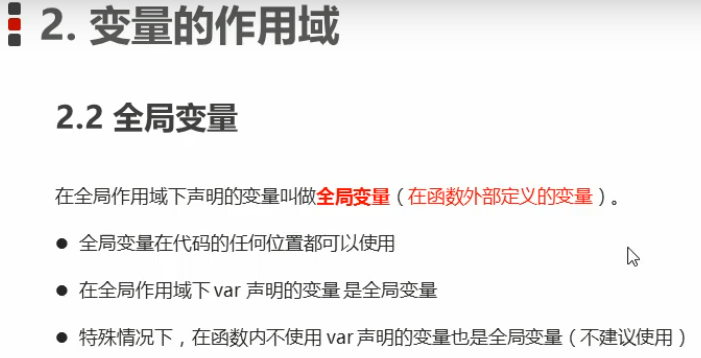 2. 变量的作用域
2.2 全局变量
在全局作用域下声明的变量叫做全局变量（在函数外部定义的变量）。
● 全局变量在代码的任何位置都可以使用
● 在全局作用域下 var 声明的变量 是全局变量
● 特殊情况下，在函数内不使用 var 声明的变量也是全局变量（不建议使用）